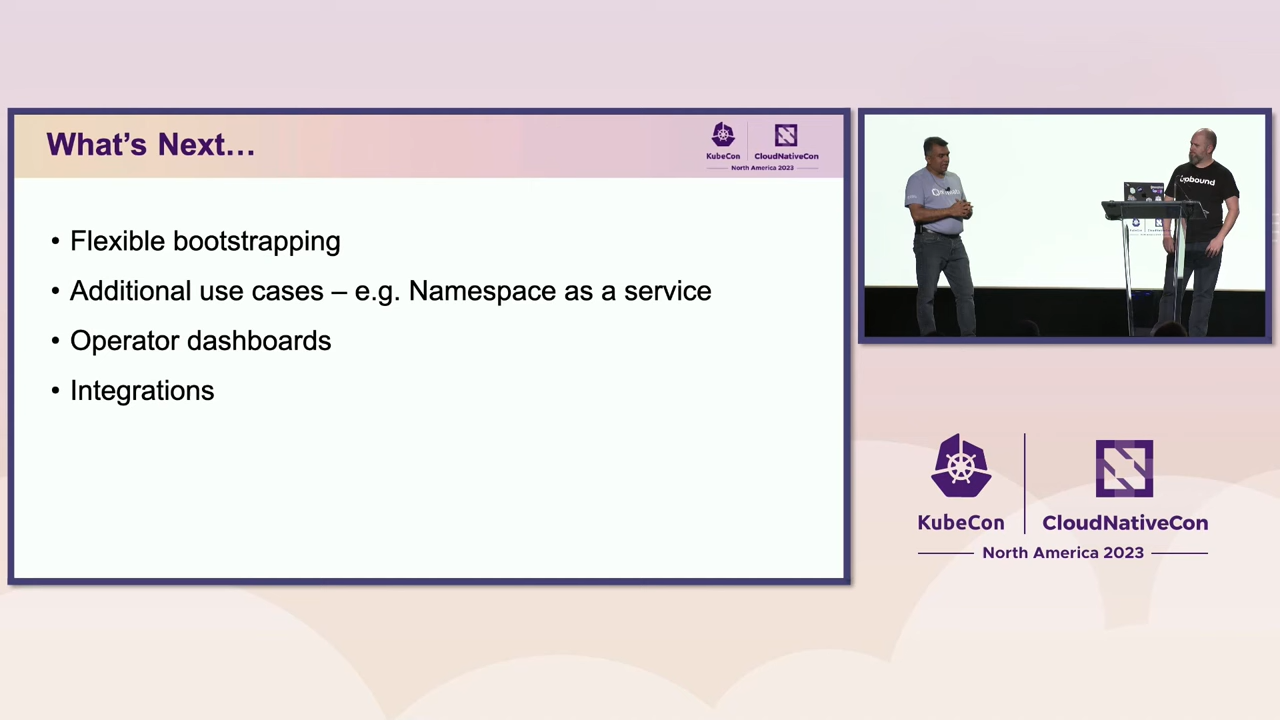 What's Next…
KubeCon
CloudNativeCon
North America 2023
• Flexible bootstrapping
• Additional use cases – e.g. Namespace as a service
• Operator dashboards
• Integrations
upbound
KubeCon
CloudNativeCon
North America 2023